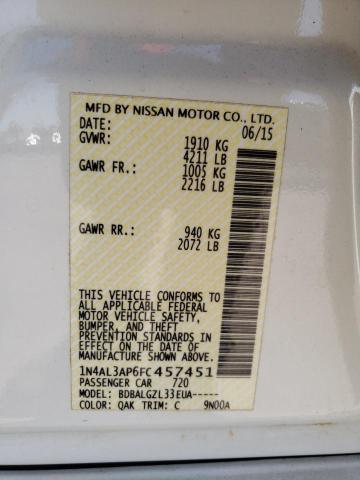 MFD BY NISSAN MOTOR CO., LTD.
DATE: 06/15
GVWR: 1910 KG
4211 LB
GAWR FR.: 1005 KG
2216 LB
GAWR RR.: 940 KG
2072 LB
THIS VEHICLE CONFORMS TO
ALL APPLICABLE FEDERAL
MOTOR VEHICLE SAFETY,
BUMPER, AND THEFT
PREVENTION STANDARDS IN
EFFECT ON THE DATE OF
MANUFACTURE SHOWN ABOVE.
1N4AL3AP6FC457451
PASSENGER CAR 720
MODEL: BDBALGZL33EUA-----
COLOR: QAK TRIM: C 9N00A